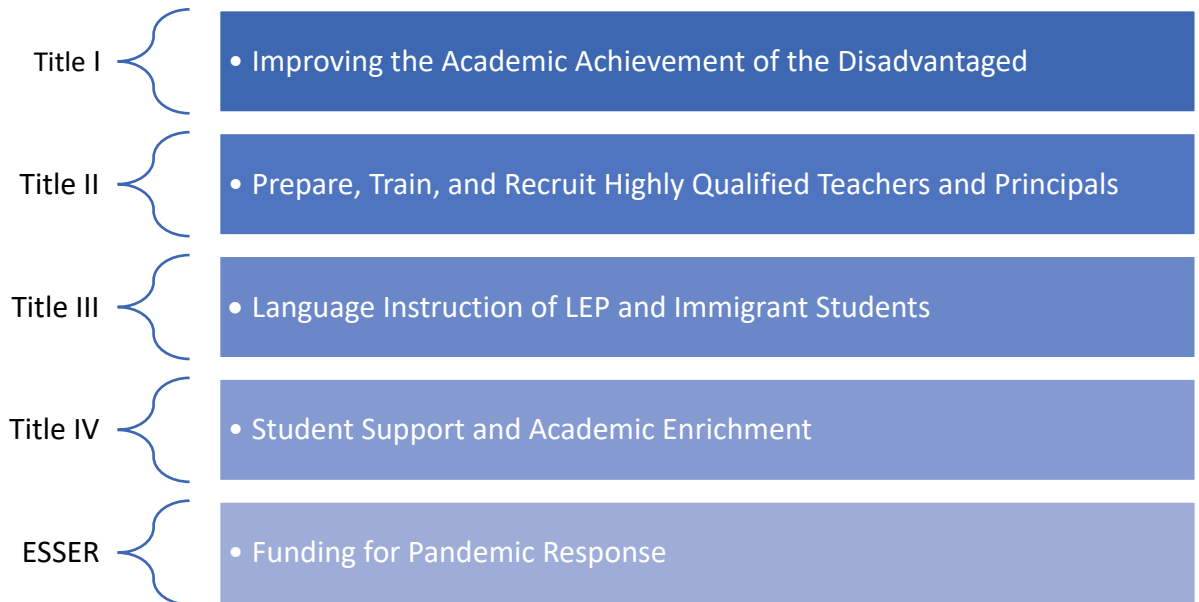 Title I
• Improving the Academic Achievement of the Disadvantaged
Title II
• Prepare, Train, and Recruit Highly Qualified Teachers and Principals
Title III
• Language Instruction of LEP and Immigrant Students
Title IV
• Student Support and Academic Enrichment
ESSER
• Funding for Pandemic Response